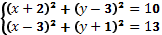 (x + 2)² + (y − 3)² = 10
(x − 3)² + (y + 1)² = 13